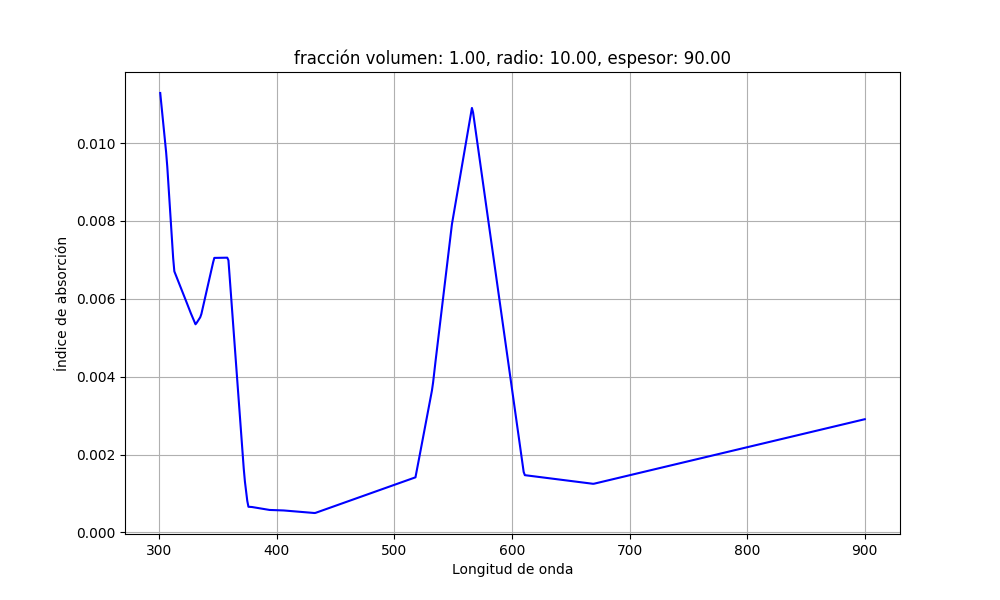 fracción volumen: 1.00, radio: 10.00, espesor: 90.00
0.010
0.008
0.006
0.004
0.002
0.000
Índice de absorción
300 400 500 600 700 800 900
Longitud de onda